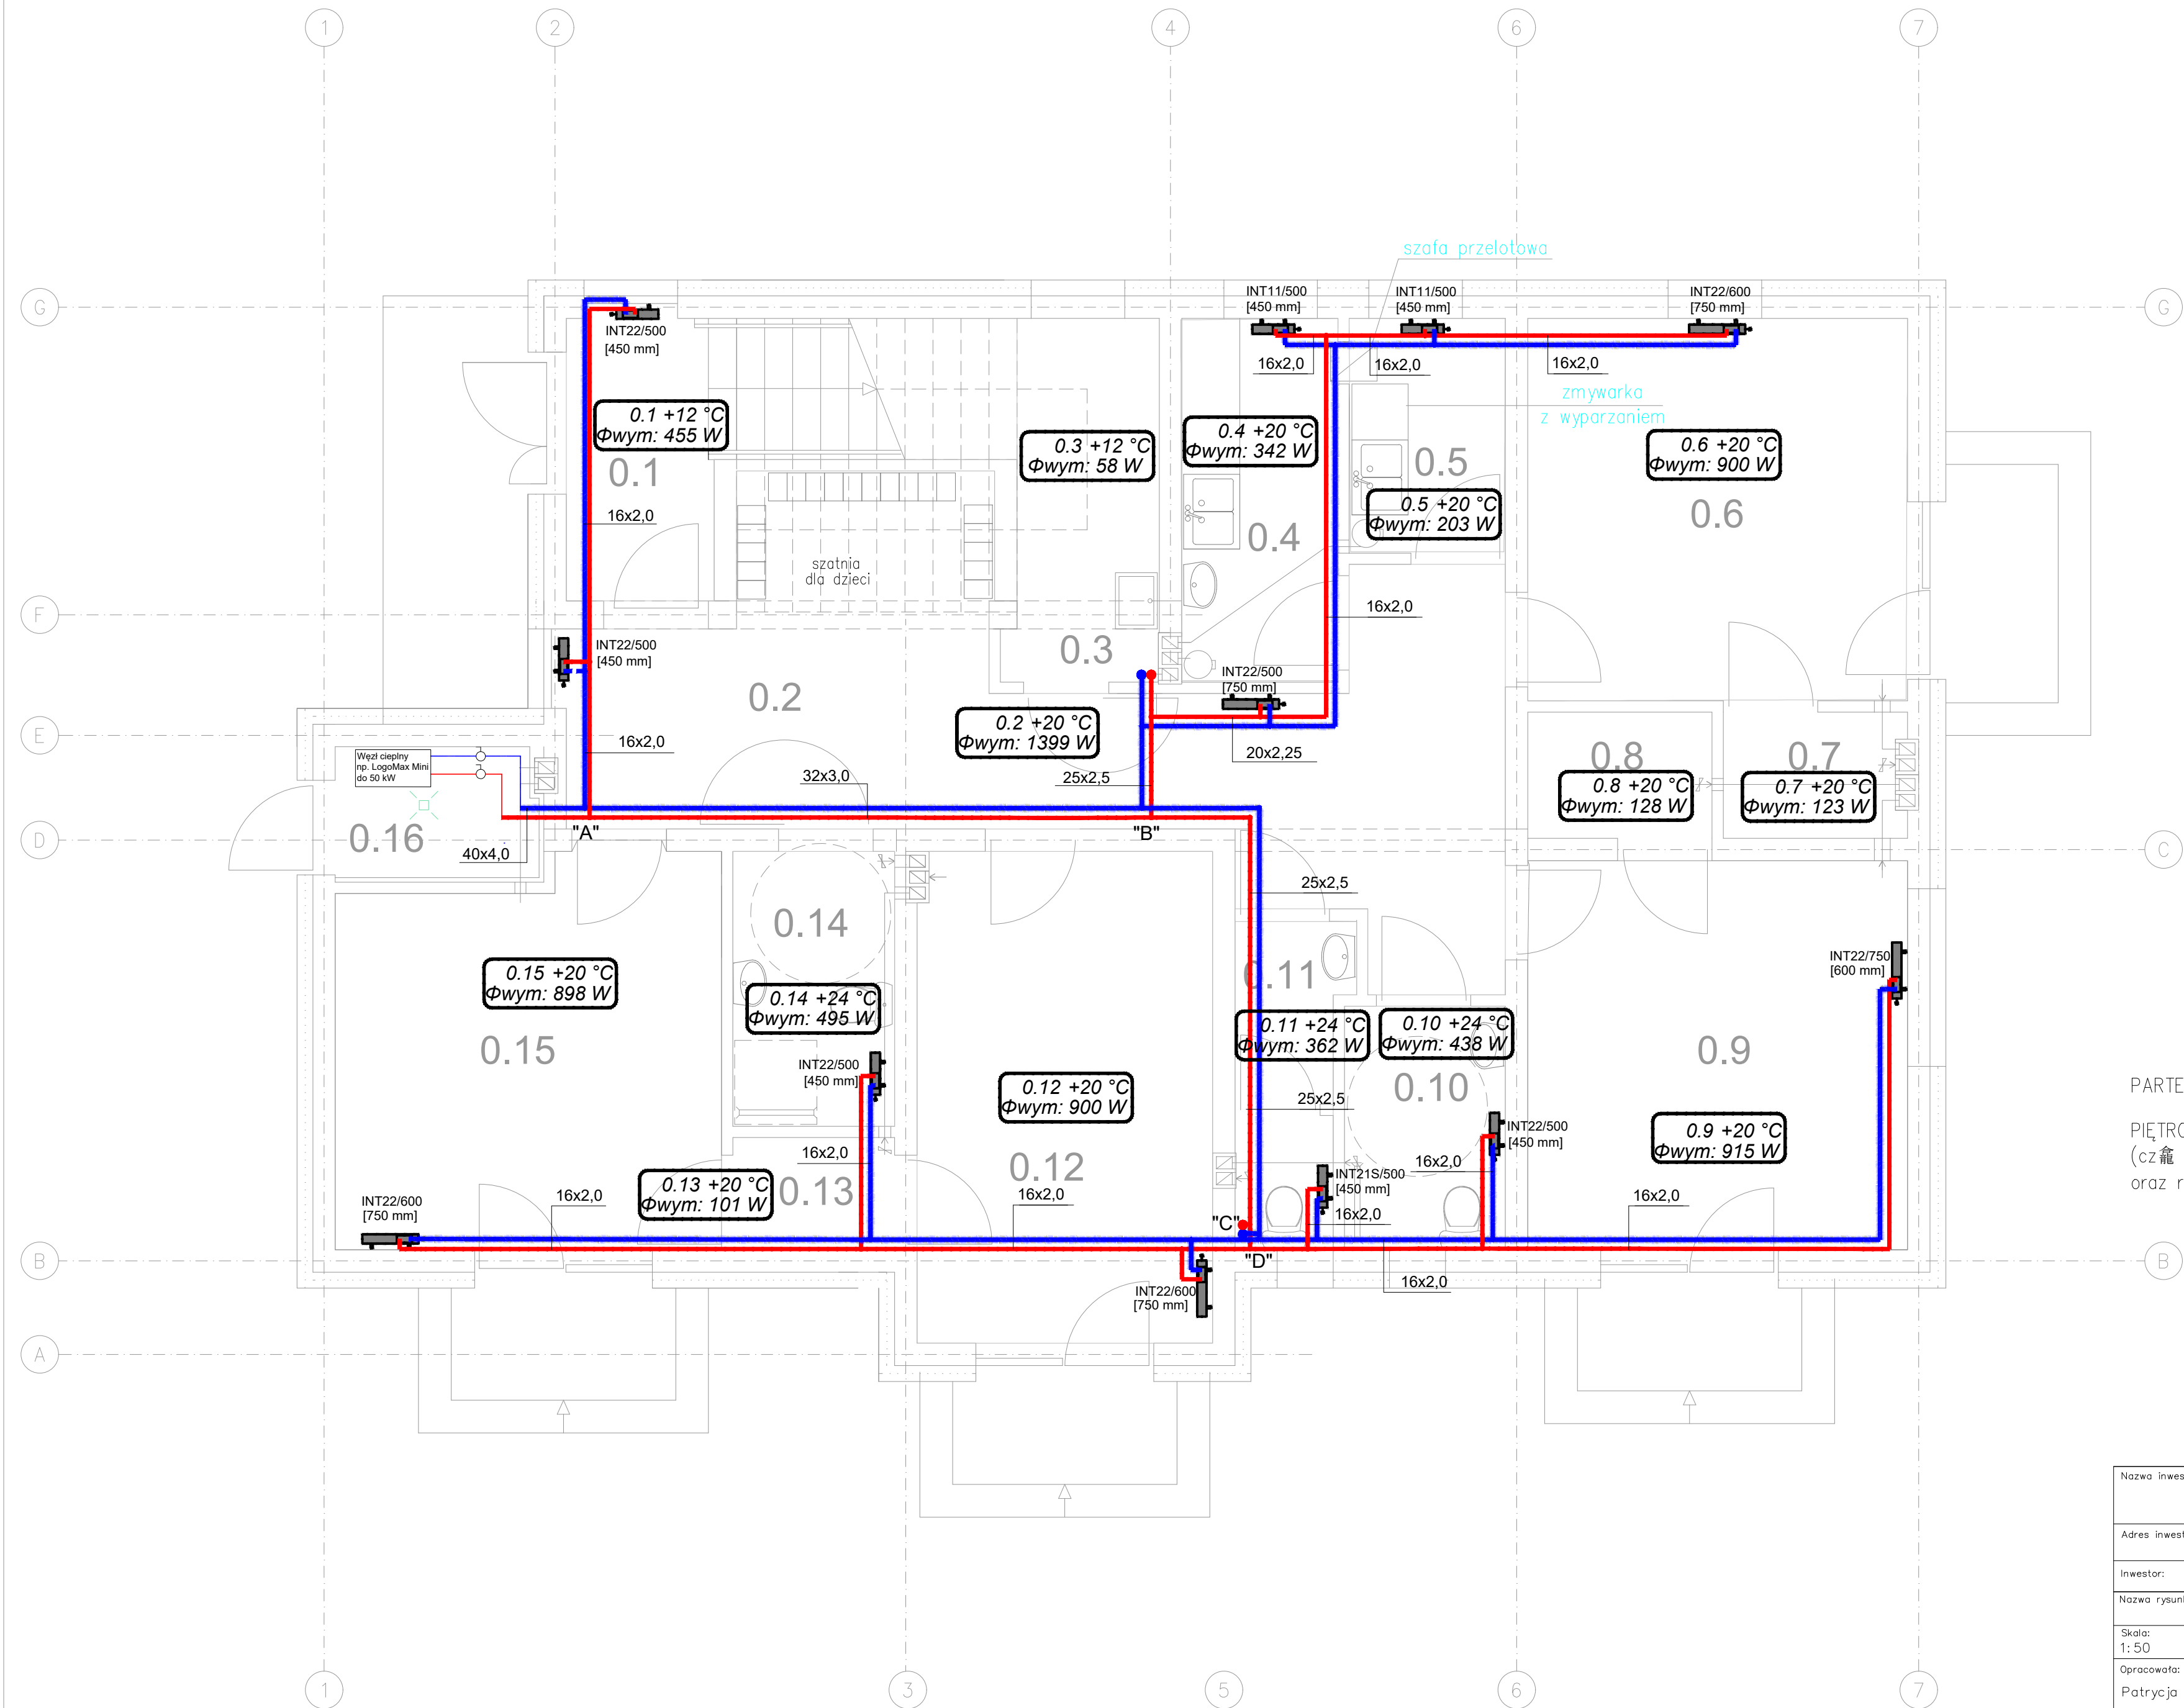 1
2
4
6
7
szafa przelotowa
G
G
INT22/500
[450 mm]
INT11/500
[450 mm]
INT11/500
[450 mm]
INT22/600
[750 mm]
16x2,0
16x2,0
16x2,0
zmywarka
z wyparzaniem
0.1 +12 °C
Φwym: 455 W
0.3 +12 °C
Φwym: 58 W
0.4 +20 °C
Φwym: 342 W
0.6 +20 °C
Φwym: 900 W
0.1
0.5
0.5 +20 °C
Φwym: 203 W
0.6
16x2,0
0.4
szatnia
dla dzieci
F
16x2,0
INT22/500
[450 mm]
0.3
INT22/500
[750 mm]
0.2
0.2 +20 °C
Φwym: 1399 W
E
16x2,0
20x2,25
0.8
0.7
Węzł cieplny
np. LogoMax Mini
do 50 kW
32x3,0
25x2,5
0.8 +20 °C
Φwym: 128 W
0.7 +20 °C
Φwym: 123 W
"A"
"B"
D
0.16
40x4,0
C
25x2,5
0.14
0.15 +20 °C
Φwym: 898 W
0.14 +24 °C
Φwym: 495 W
0.11
INT22/750
[600 mm]
0.11 +24 °C
Φwym: 362 W
0.10 +24 °C
Φwym: 438 W
0.15
0.9
INT22/500
[450 mm]
0.12 +20 °C
Φwym: 900 W
25x2,5
0.10
PARTE
INT22/500
[450 mm]
0.9 +20 °C
Φwym: 915 W
PIĘTRO
(cz龕
oraz r
16x2,0
0.12
16x2,0
INT21S/500
[450 mm]
0.13 +20 °C
Φwym: 101 W
0.13
INT22/600
[750 mm]
16x2,0
16x2,0
16x2,0
16x2,0
"C"
"D"
B
B
16x2,0
INT22/600
[750 mm]
A
Nazwa inwes
Adres inwest
Inwestor:
Nazwa rysunk
Skala:
1:50
Opracowała:
Patrycja
1
3
5
6
7